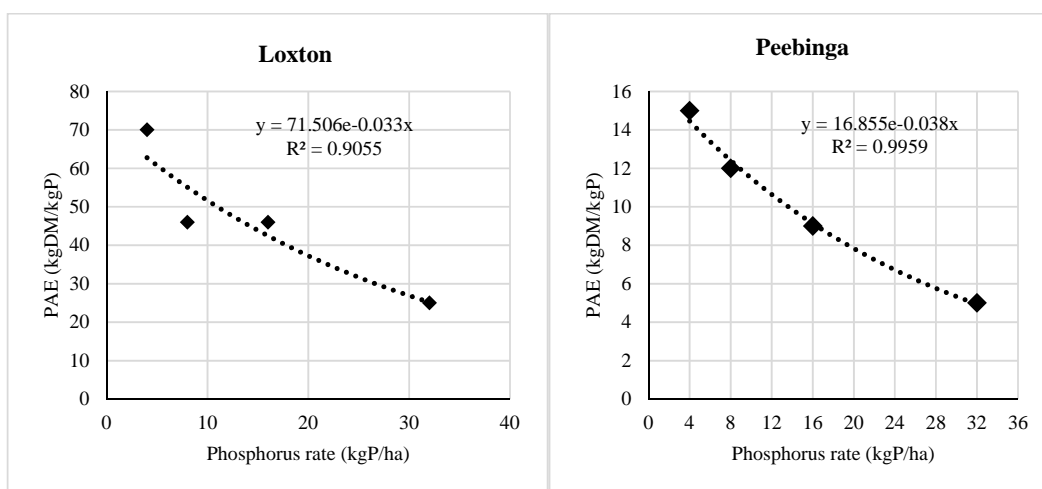 Loxton
y = 71.506e-0.033x
R² = 0.9055
PAE (kgDM/kgP)
80
70
60
50
40
30
20
10
0
0 10 20 30 40
Phosphorus rate (kgP/ha)
Peebinga
y = 16.855e-0.038x
R² = 0.9959
PAE (kgDM/kgP)
16
14
12
10
8
6
4
2
0
0 4 8 12 16 20 24 28 32 36
Phosphorus rate (kgP/ha)